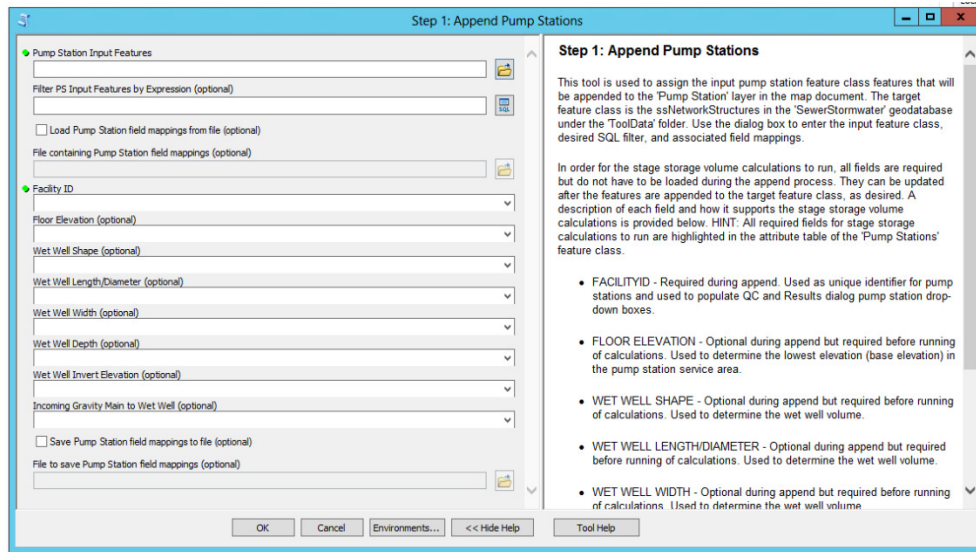 Step 1: Append Pump Stations
Pump Station Input Features
Filter PS Input Features by Expression (optional)
SQL
Load Pump Station field mappings from file (optional)
File containing Pump Station field mappings (optional)
Facility ID
Floor Elevation (optional)
Wet Well Shape (optional)
Wet Well Length/Diameter (optional)
Wet Well Width (optional)
Wet Well Depth (optional)
Wet Well Invert Elevation (optional)
Incoming Gravity Main to Wet Well (optional)
Save Pump Station field mappings to file (optional)
File to save Pump Station field mappings (optional)
OK
Cancel
Environments...
<< Hide Help
Tool Help
Step 1: Append Pump Stations
This tool is used to assign the input pump station feature class features that will
be appended to the 'Pump Station' layer in the map document. The target
feature class is the ssNetworkStructures in the 'SewerStormwater' geodatabase
under the 'ToolData' folder. Use the dialog box to enter the input feature class,
desired SQL filter, and associated field mappings.
In order for the stage storage volume calculations to run, all fields are required
but do not have to be loaded during the append process. They can be updated
after the features are appended to the target feature class, as desired. A
description of each field and how it supports the stage storage volume
calculations is provided below. HINT: All required fields for stage storage
calculations to run are highlighted in the attribute table of the 'Pump Stations'
feature class.
• FACILITYID - Required during append. Used as unique identifier for pump
stations and used to populate QC and Results dialog pump station drop-
down boxes.
• FLOOR ELEVATION - Optional during append but required before running
of calculations. Used to determine the lowest elevation (base elevation) in
the pump station service area.
• WET WELL SHAPE - Optional during append but required before running
of calculations. Used to determine the wet well volume.
• WET WELL LENGTH/DIAMETER - Optional during append but required
before running of calculations. Used to determine the wet well volume.
• WET WELL WIDTH - Optional during append but required before running
of calculations. Used to determine the wet well volume.